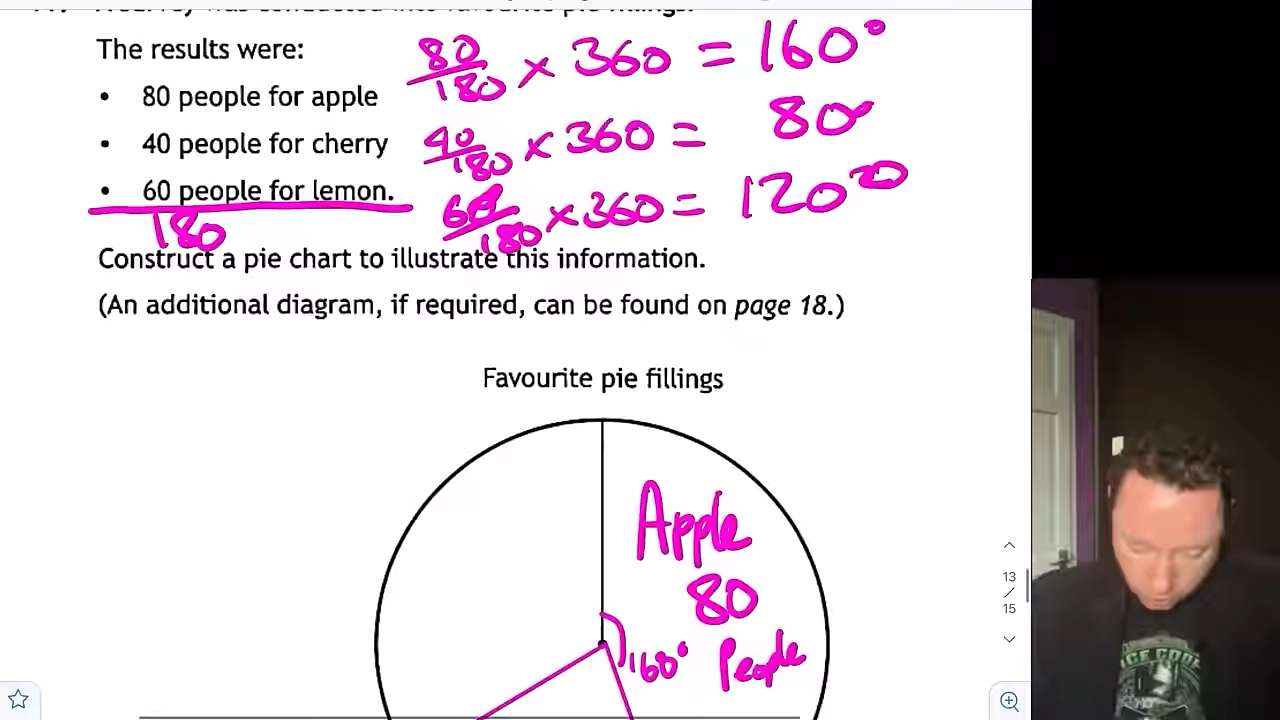 The results were:
80/180 × 360 = 160°
• 80 people for apple
40/180 × 360 = 80°
• 40 people for cherry
60/180 × 360 = 120°
• 60 people for lemon.
180
Construct a pie chart to illustrate this information.
(An additional diagram, if required, can be found on page 18.)
Favourite pie fillings
Apple
80
160° People
13
/
15